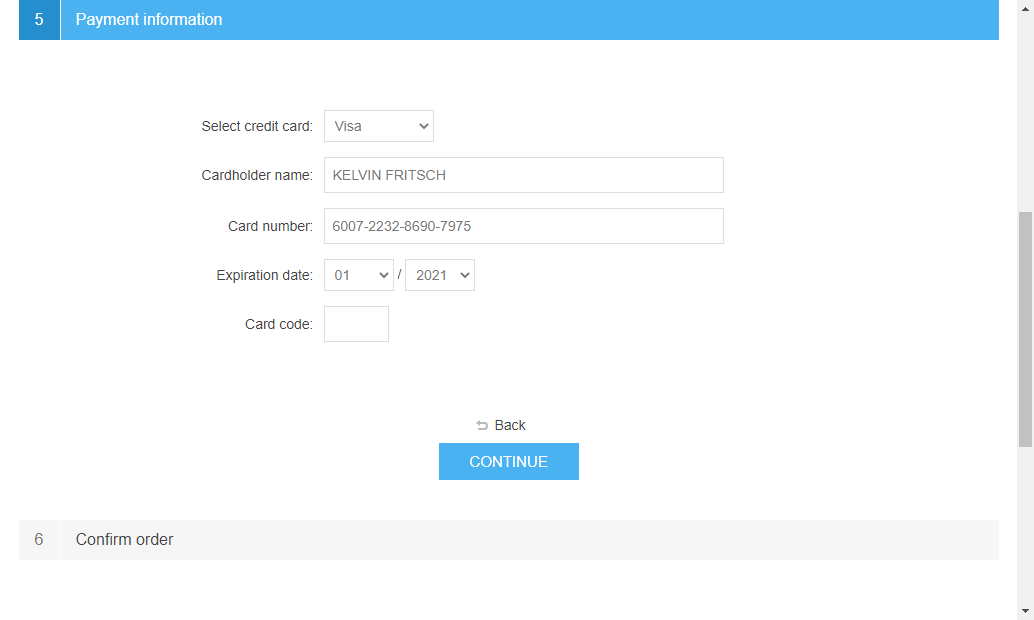 5 Payment information
Select credit card: Visa
Cardholder name: KELVIN FRITSCH
Card number: 6007-2232-8690-7975
Expiration date: 01 / 2021
Card code:
Back
CONTINUE
6 Confirm order